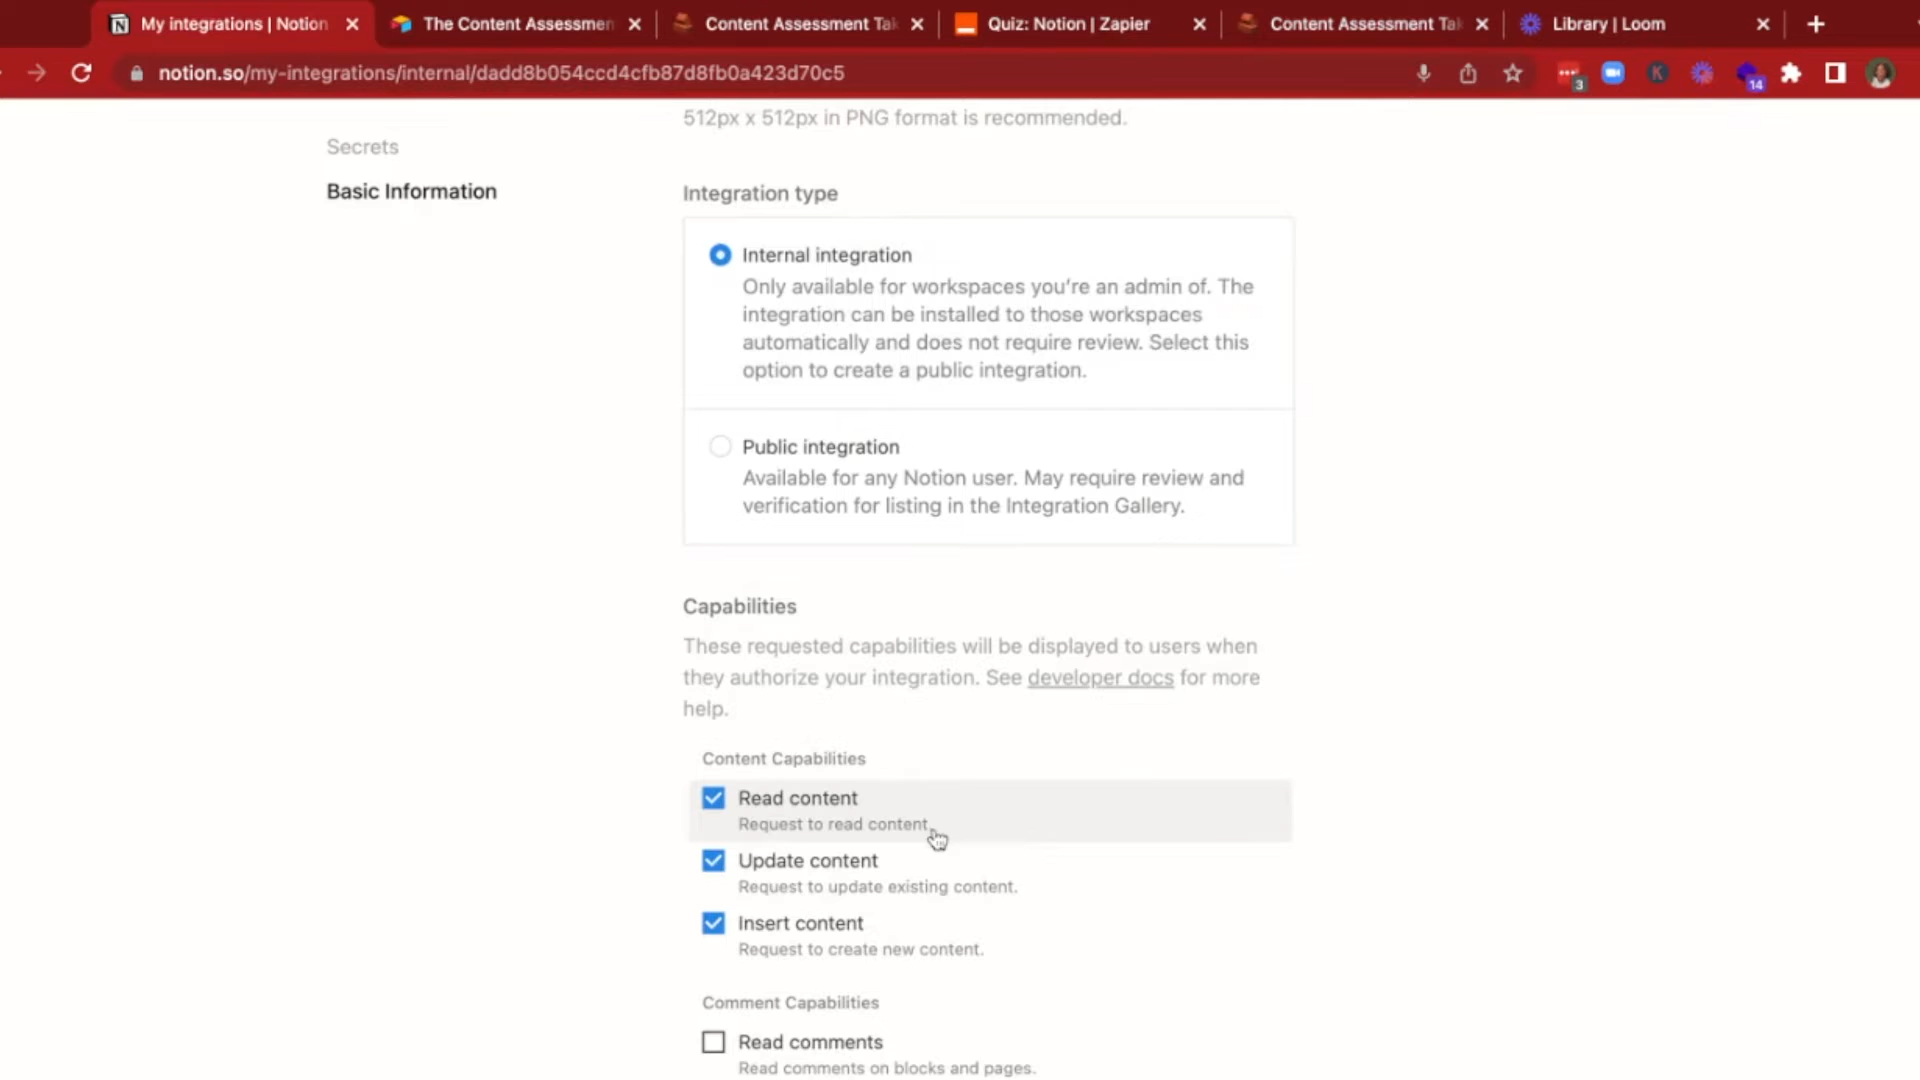 My integrations | Notion
The Content Assessmen
Content Assessment Tak
Quiz: Notion | Zapier
Content Assessment Tak
Library | Loom
notion.so/my-integrations/internal/dadd8b054ccd4cfb87d8fb0a423d70c5
3
K
14
512px x 512px in PNG format is recommended.
Secrets
Basic Information
Integration type
Internal integration
Only available for workspaces you're an admin of. The
integration can be installed to those workspaces
automatically and does not require review. Select this
option to create a public integration.
Public integration
Available for any Notion user. May require review and
verification for listing in the Integration Gallery.
Capabilities
These requested capabilities will be displayed to users when
they authorize your integration. See developer docs for more
help.
Content Capabilities
Read content
Request to read content.
Update content
Request to update existing content.
Insert content
Request to create new content.
Comment Capabilities
Read comments
Read comments on blocks and pages.